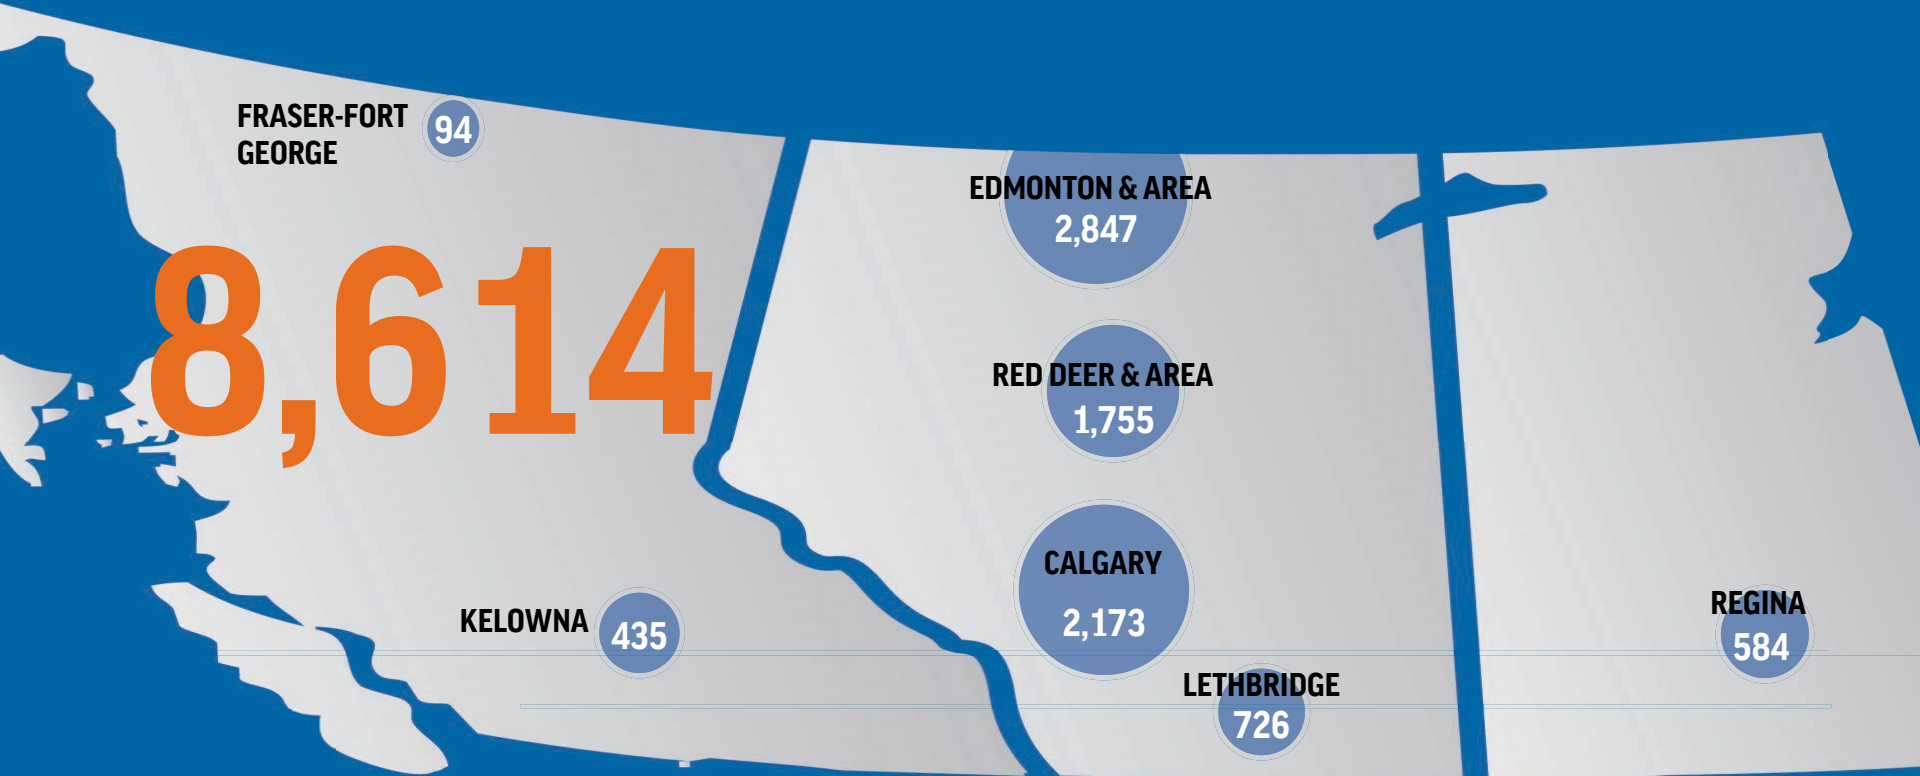 FRASER-FORT
GEORGE
94
8,614
KELOWNA
435
EDMONTON & AREA
2,847
RED DEER & AREA
1,755
CALGARY
2,173
LETHBRIDGE
726
REGINA
584